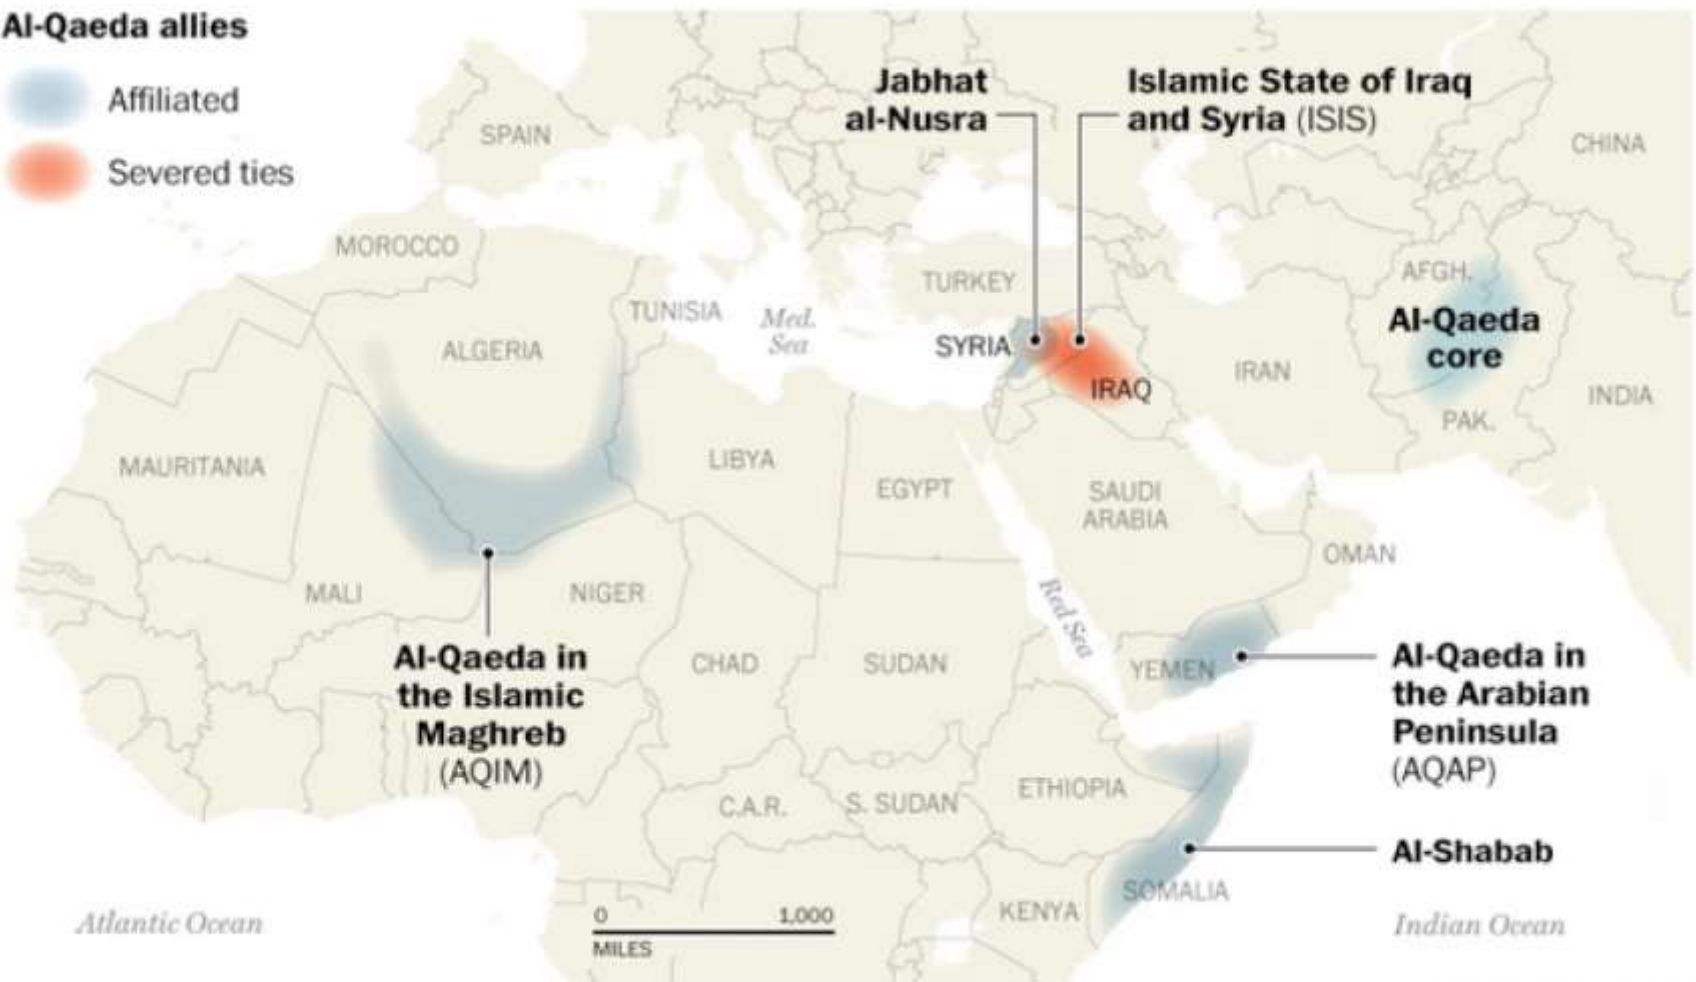 Al-Qaeda allies
Affiliated
Severed ties
Jabhat
al-Nusra
Islamic State of Iraq
and Syria (ISIS)
SPAIN
CHINA
MOROCCO
TURKEY
AFGH.
TUNISIA
Med.
Sea
ALGERIA
SYRIA
IRAQ
IRAN
Al-Qaeda
core
INDIA
PAK.
MAURITANIA
LIBYA
EGYPT
SAUDI
ARABIA
OMAN
MALI
NIGER
Red Sea
Al-Qaeda in
the Islamic
Maghreb
(AQIM)
CHAD
SUDAN
YEMEN
Al-Qaeda in
the Arabian
Peninsula
(AQAP)
ETHIOPIA
C.A.R.
S. SUDAN
Al-Shabab
SOMALIA
KENYA
Atlantic Ocean
0 1,000
MILES
Indian Ocean